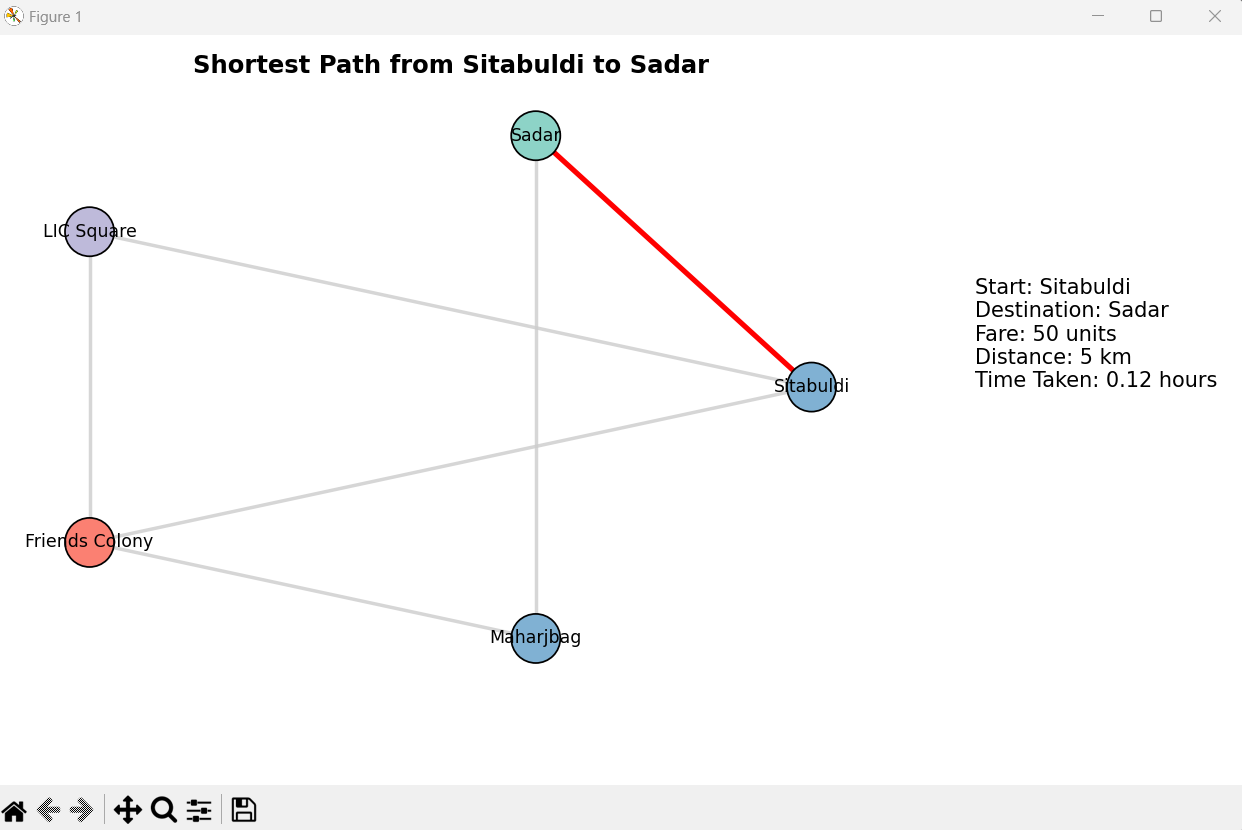 Figure 1
Shortest Path from Sitabuldi to Sadar
Sadar
LIC Square
Start: Sitabuldi
Destination: Sadar
Fare: 50 units
Distance: 5 km
Time Taken: 0.12 hours
Sitabuldi
Friends Colony
Maharjbag